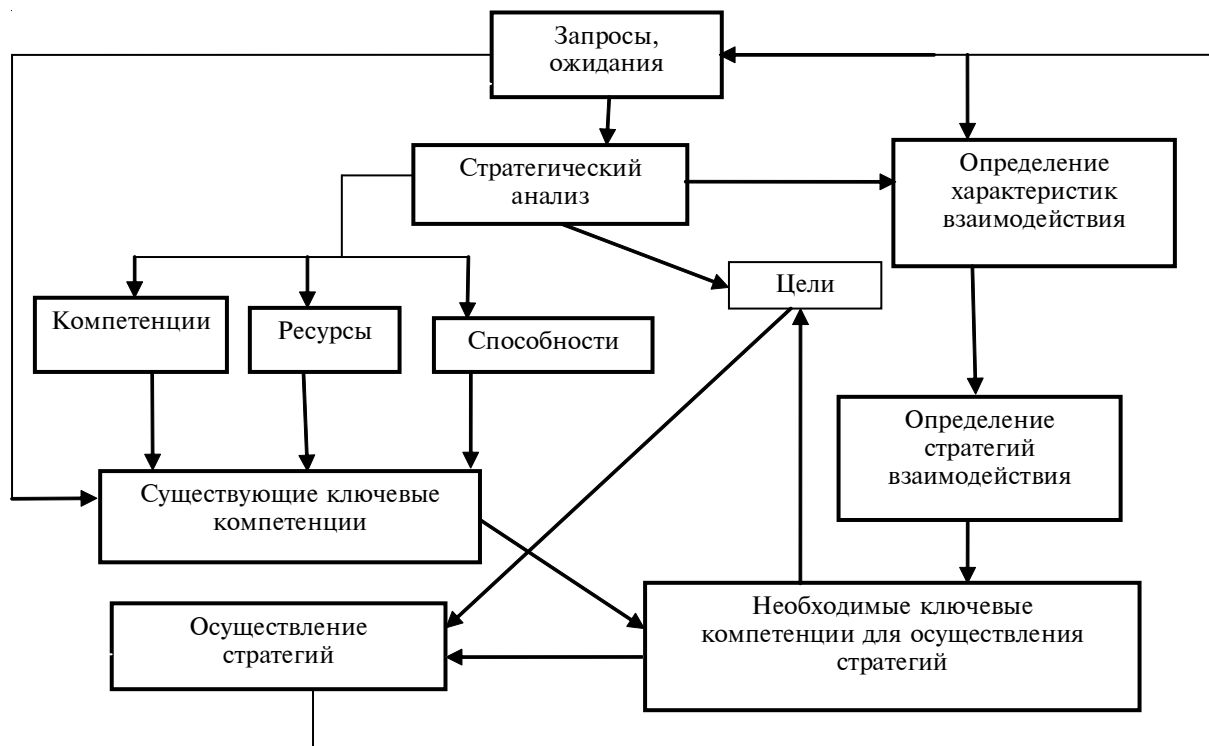 Запросы,
ожидания
Стратегический
анализ
Определение
характеристик
взаимодействия
Цели
Компетенции
Ресурсы
Способности
Определение
стратегий
взаимодействия
Существующие ключевые
компетенции
Необходимые ключевые
компетенции для осуществления
стратегий
Осуществление
стратегий